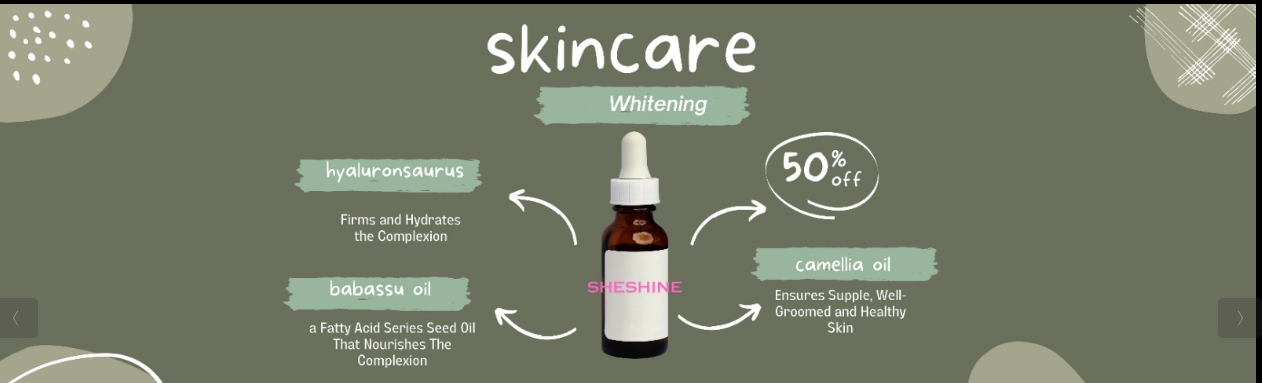 skincare
Whitening
hyaluronsaurus
Firms and Hydrates
the Complexion
babassu oil
a Fatty Acid Series Seed Oil
That Nourishes The
Complexion
SHESHINE
50% off
camellia oil
Ensures Supple, Well-
Groomed and Healthy
Skin